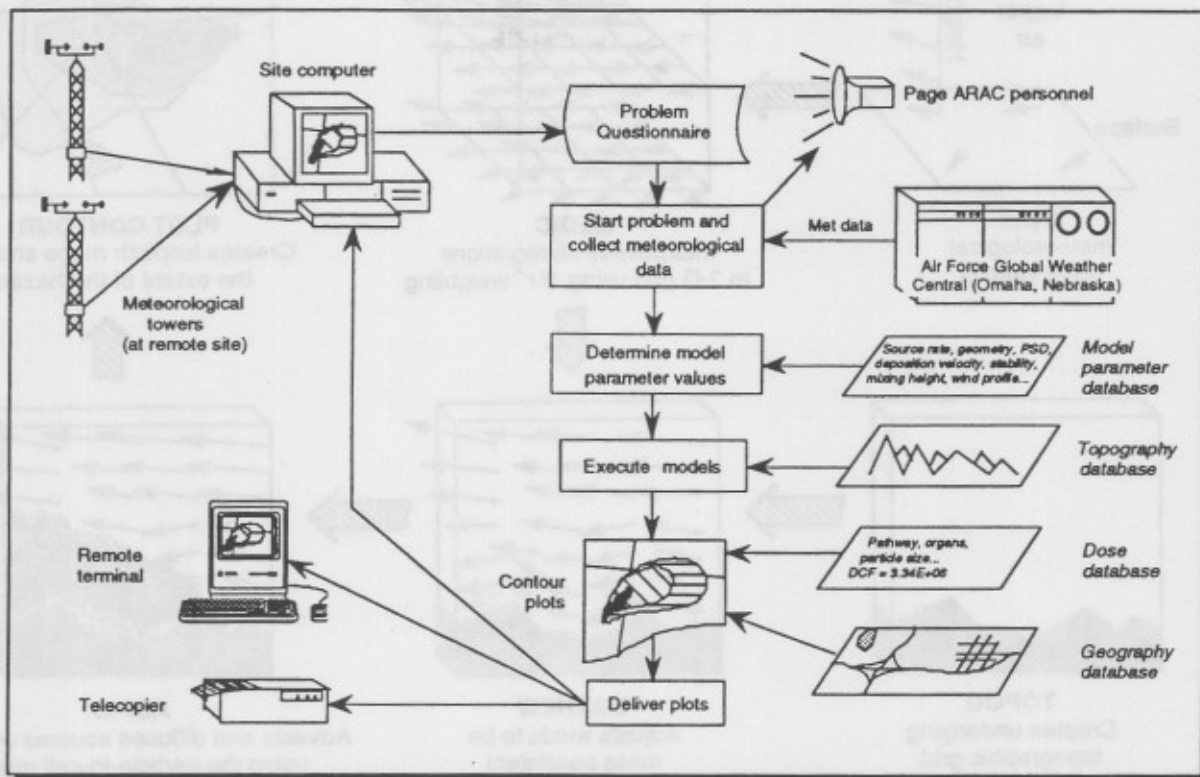 Site computer
Problem
Questionnaire
Page ARAC personnel
Start problem and
collect meteorological
data
Met data
Air Force Global Weather
Central (Omaha, Nebraska)
Meteorological
towers
(at remote site)
Determine model
parameter values
Source rate, geometry, PSD,
deposition velocity, stability,
mixing height, wind profile...
Model
parameter
database
Execute models
Topography
database
Remote
terminal
Contour
plots
Pathway, organs,
particle size...
DCF = 3.34E+06
Dose
database
Geography
database
Telecopier
Deliver plots